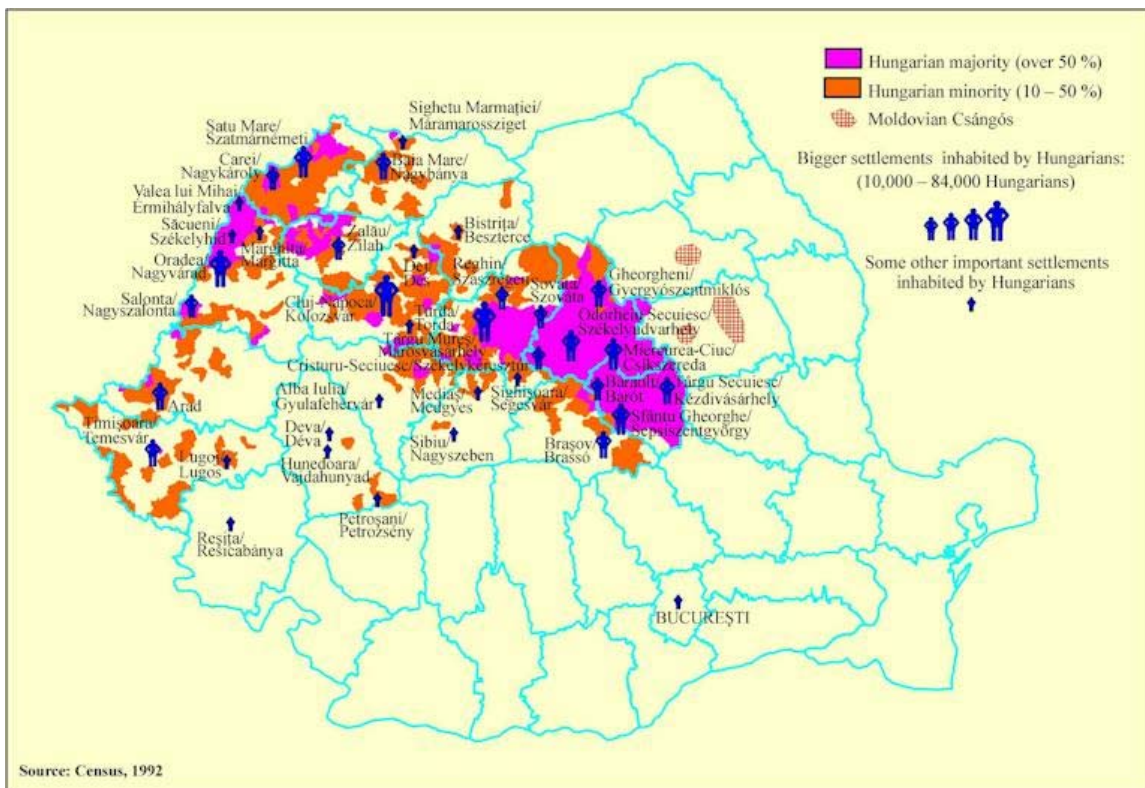 Hungarian majority (over 50 %)
Hungarian minority (10 – 50 %)
Moldovian Csángós
Bigger settlements inhabited by Hungarians:
(10,000 – 84,000 Hungarians)
Some other important settlements
inhabited by Hungarians
Sighetu Marmației/
Máramarossziget
Satu Mare/
Szatmárnémeti
Carei/
Nagykároly
Baia Mare/
Nagybánya
Valea lui Mihai/
Érmihályfalva
Săcueni/
Székelyhíd
Marghita/
Margitta
Zalău/
Zilah
Bistrița/
Beszterce
Oradea/
Nagyvárad
Dej/
Dés
Reghin/
Szászrégen
Sovata/
Szováta
Gheorgheni/
Gyergyószentmiklós
Salonta/
Nagyszalonta
Cluj-Napoca/
Kolozsvár
Turda/
Torda
Odorheiu Secuiesc/
Székelyudvarhely
Târgu Mureș/
Marosvásárhely
Miercurea-Ciuc/
Csíkszereda
Cristuru-Seciuesc/Székelykeresztúr
Alba Iulia/
Gyulafehérvár
Mediaș/
Medgyes
Sighișoara/
Segesvár
Barault/
Barót
Târgu Secuiesc/
Kézdivásárhely
Arad
Sfântu Gheorghe/
Sepsiszentgyörgy
Timișoara/
Temesvár
Deva/
Déva
Sibiu/
Nagyszeben
Brașov/
Brassó
Lugoj/
Lugos
Hunedoara/
Vajdahunyad
Petroșani/
Petrozsény
Reșița/
Resicabánya
BUCUREȘTI
Source: Census, 1992